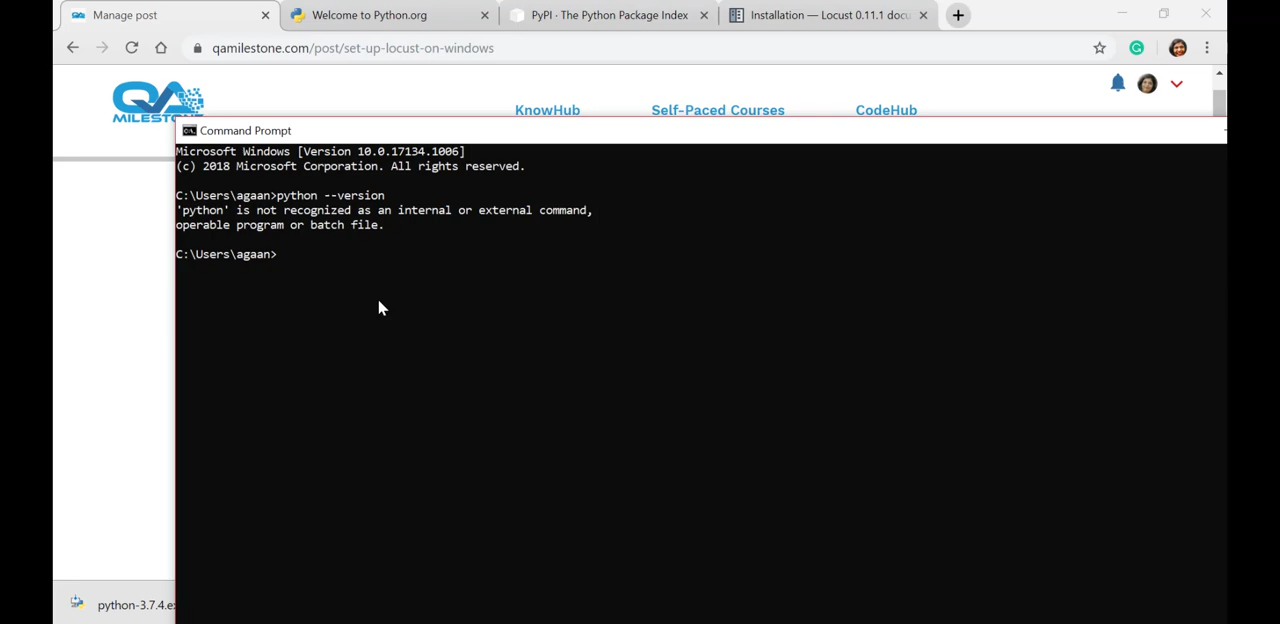 Manage post
Welcome to Python.org
PyPI · The Python Package Index
Installation — Locust 0.11.1 docu
qamilestone.com/post/set-up-locust-on-windows
QA
MILESTONE
KnowHub
Self-Paced Courses
CodeHub
Command Prompt
Microsoft Windows [Version 10.0.17134.1006]
(c) 2018 Microsoft Corporation. All rights reserved.
C:\Users\agaan>python --version
'python' is not recognized as an internal or external command,
operable program or batch file.
C:\Users\agaan>
python-3.7.4.ex